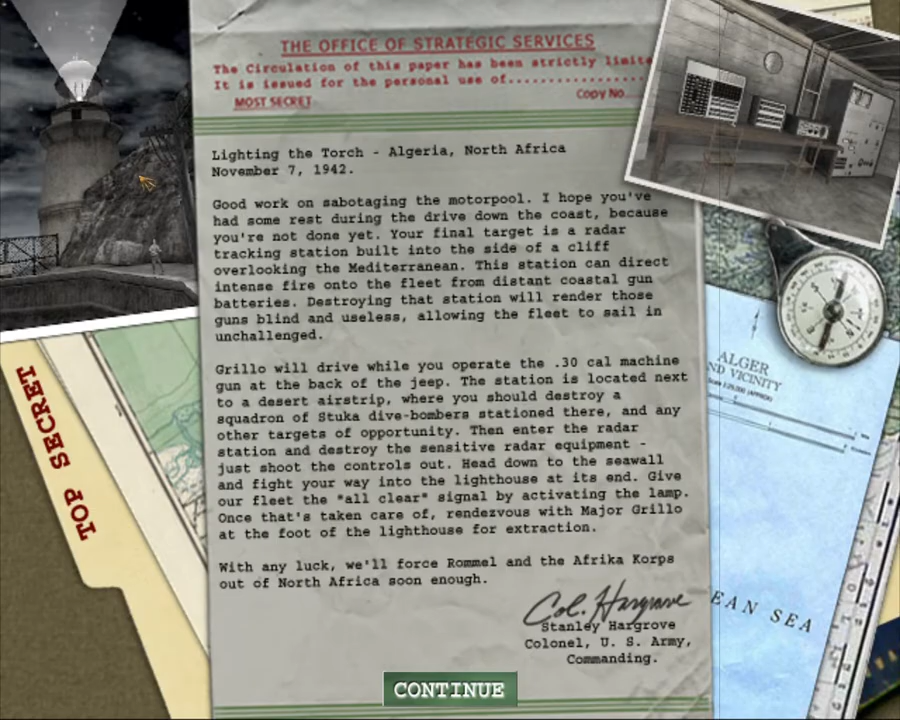 THE OFFICE OF STRATEGIC SERVICES
The Circulation of this paper has been strictly limite
It is issued for the personal use of..................
MOST SECRET
Copy No.....
Lighting the Torch - Algeria, North Africa
November 7, 1942.
Good work on sabotaging the motorpool. I hope you've
had some rest during the drive down the coast, because
you're not done yet. Your final target is a radar
tracking station built into the side of a cliff
overlooking the Mediterranean. This station can direct
intense fire onto the fleet from distant coastal gun
batteries. Destroying that station will render those
guns blind and useless, allowing the fleet to sail in
unchallenged.
Grillo will drive while you operate the .30 cal machine
gun at the back of the jeep. The station is located next
to a desert airstrip, where you should destroy a
squadron of Stuka dive-bombers stationed there, and any
other targets of opportunity. Then enter the radar
station and destroy the sensitive radar equipment -
just shoot the controls out. Head down to the seawall
and fight your way into the lighthouse at its end. Give
our fleet the *all clear* signal by activating the lamp.
Once that's taken care of, rendezvous with Major Grillo
at the foot of the lighthouse for extraction.
With any luck, we'll force Rommel and the Afrika Korps
out of North Africa soon enough.
Col. Hargrove
Stanley Hargrove
Colonel, U. S. Army,
Commanding.
CONTINUE
TOP SECRET
ALGER
ND VICINITY
EAN SEA